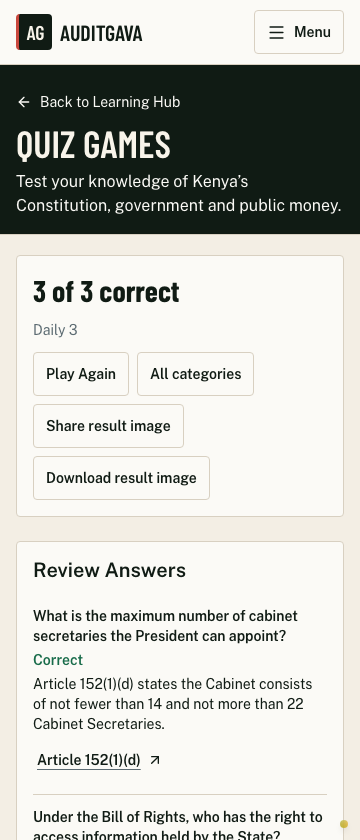 AG AUDITGAVA
Menu
Back to Learning Hub
QUIZ GAMES
Test your knowledge of Kenya’s
Constitution, government and public money.
3 of 3 correct
Daily 3
Play Again
All categories
Share result image
Download result image
Review Answers
What is the maximum number of cabinet
secretaries the President can appoint?
Correct
Article 152(1)(d) states the Cabinet consists
of not fewer than 14 and not more than 22
Cabinet Secretaries.
Article 152(1)(d)
Under the Bill of Rights, who has the right to
access information held by the State?